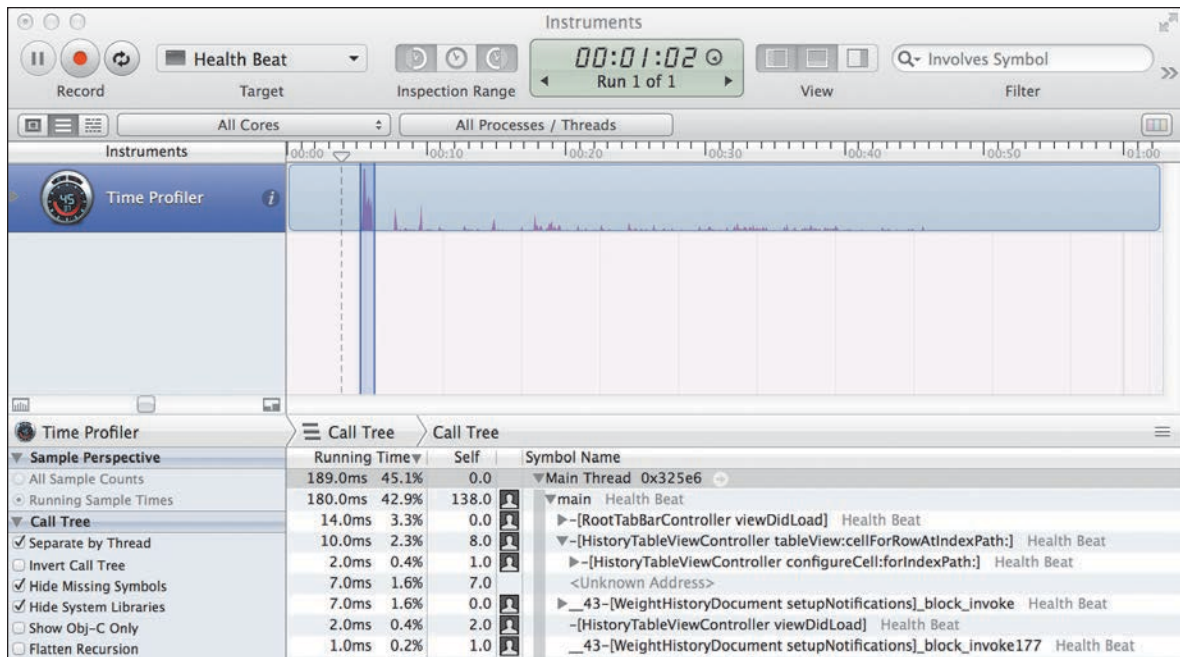 Instruments
Health Beat
00:01:02
Run 1 of 1
Involves Symbol
Record
Target
Inspection Range
View
Filter
All Cores
All Processes / Threads
Instruments
00:00 00:10 00:20 00:30 00:40 00:50 01:00
Time Profiler
Time Profiler
Call Tree
Call Tree
Sample Perspective
All Sample Counts
Running Sample Times
Call Tree
Separate by Thread
Invert Call Tree
Hide Missing Symbols
Hide System Libraries
Show Obj-C Only
Flatten Recursion
Running Time Self Symbol Name
189.0ms 45.1% 0.0 Main Thread 0x325e6
180.0ms 42.9% 138.0 main Health Beat
14.0ms 3.3% 0.0 -[RootTabBarController viewDidLoad] Health Beat
10.0ms 2.3% 8.0 -[HistoryTableViewController tableView:cellForRowAtIndexPath:] Health Beat
2.0ms 0.4% 1.0 -[HistoryTableViewController configureCell:forIndexPath:] Health Beat
7.0ms 1.6% 7.0 <Unknown Address>
7.0ms 1.6% 0.0 __43-[WeightHistoryDocument setupNotifications]_block_invoke Health Beat
2.0ms 0.4% 2.0 -[HistoryTableViewController viewDidLoad] Health Beat
1.0ms 0.2% 1.0 __43-[WeightHistoryDocument setupNotifications]_block_invoke177 Health Beat